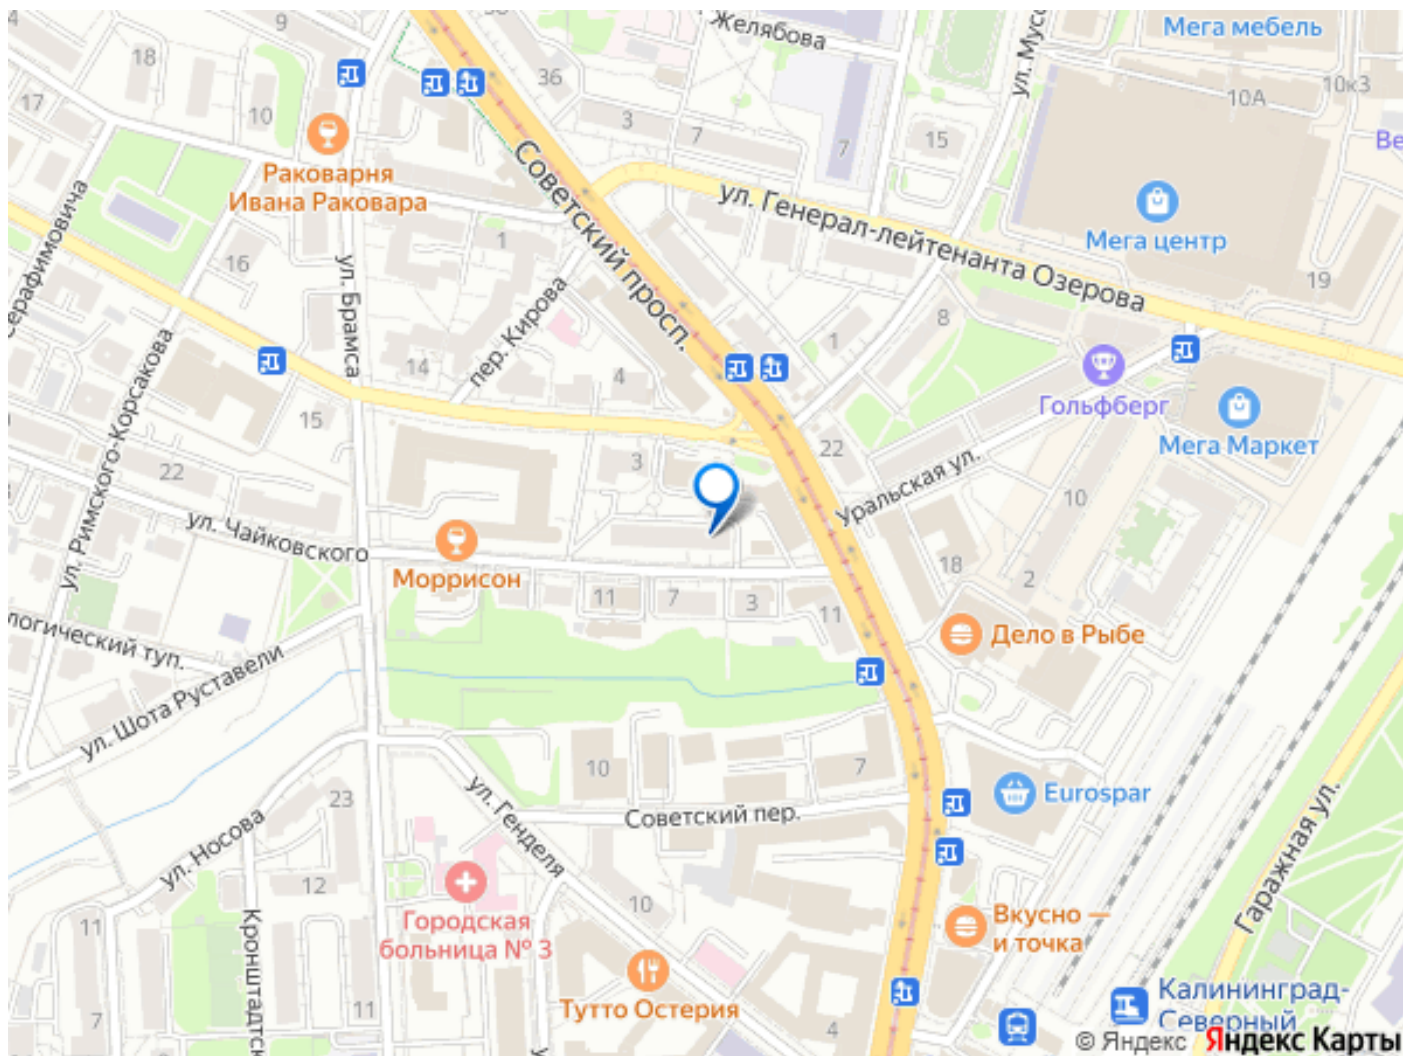 9
36
Желябова
ул. Мусо
Мега мебель
18
17
10
10А
10к3
3
7
7
15
Ве
Раковарня
Ивана Раковара
Советский просп.
ул. Генерал-лейтенанта Озерова
Мега центр
Серафимовича
16
1
ул. Брамса
19
8
1
пер. Кирова
14
4
ул. Римского-Корсакова
15
Гольфберг
Мега Маркет
22
3
22
Уральская ул.
10
ул. Чайковского
Моррисон
18
2
11
7
3
11
Дело в Рыбе
логический туп.
ул. Шота Руставели
10
7
Eurospar
23
ул. Носова
ул. Генделя
Советский пер.
Гаражная ул.
12
Городская
больница № 3
10
11
Кронштадтск
Вкусно —
и точка
Тутто Остерия
7
11
4
Калининград-
Северный
© Яндекс Яндекс Карты